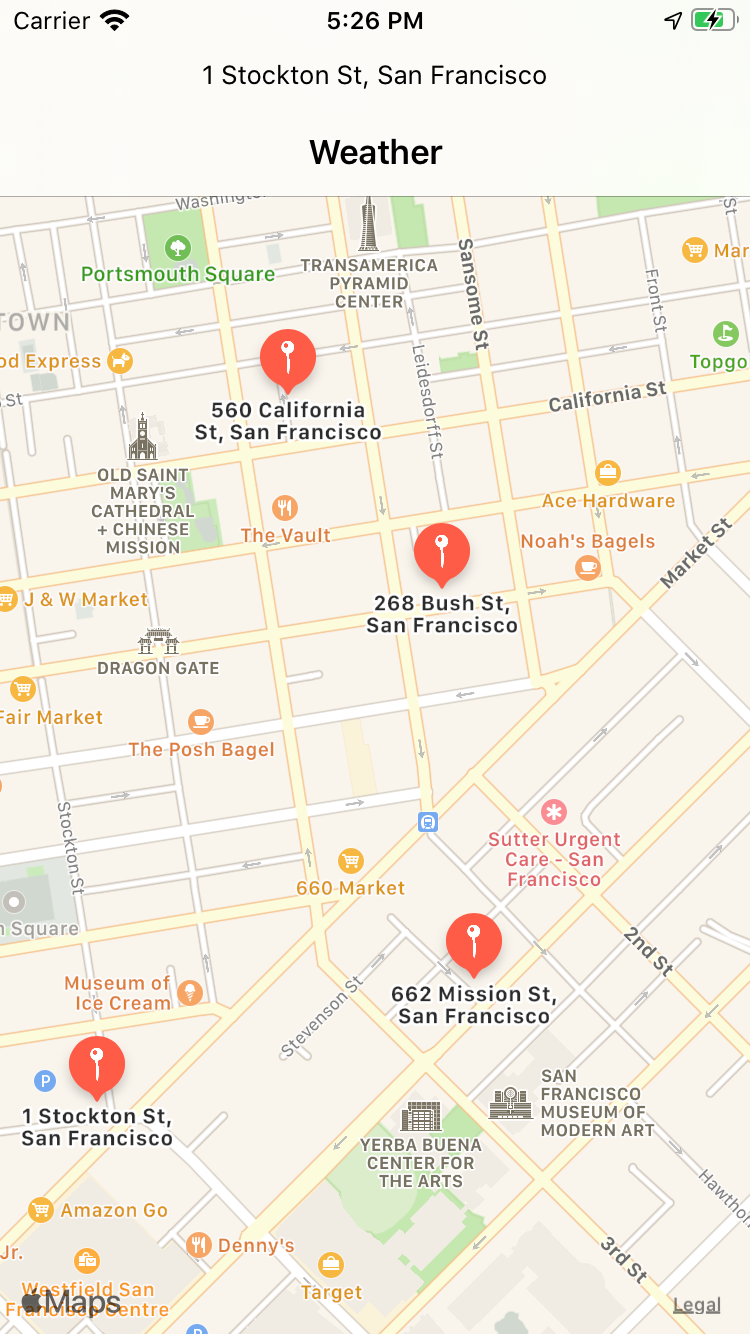 Carrier
5:26 PM
1 Stockton St, San Francisco
Weather
Portsmouth Square
TRANSAMERICA
PYRAMID
CENTER
Sansome St
Front St
St
Mar
TOWN
od Express
Topgo
St
Leidesdorff St
California St
560 California
St, San Francisco
OLD SAINT
MARY'S
CATHEDRAL
+ CHINESE
MISSION
The Vault
Ace Hardware
Noah's Bagels
Market St
J & W Market
268 Bush St,
San Francisco
DRAGON GATE
Fair Market
The Posh Bagel
Stockton St
Sutter Urgent
Care - San
Francisco
660 Market
n Square
2nd St
Museum of
Ice Cream
662 Mission St,
San Francisco
Stevenson St
P
1 Stockton St,
San Francisco
SAN
FRANCISCO
MUSEUM OF
MODERN ART
YERBA BUENA
CENTER FOR
THE ARTS
Hawthor
Amazon Go
Jr.
Denny's
3rd St
Westfield San
Francisco Centre
Target
Maps
Legal